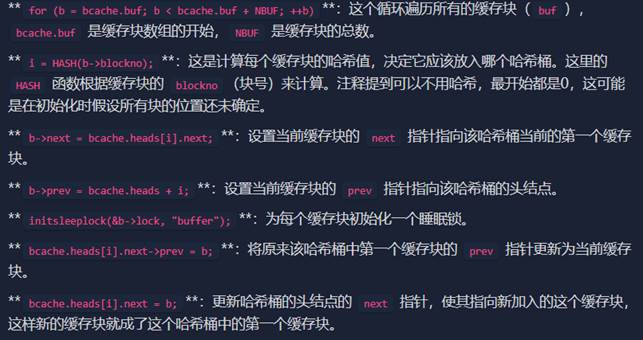 ** for (b = bcache.buf; b < bcache.buf + NBUF; ++b) **：这个循环遍历所有的缓存块（ buf ），
bcache.buf 是缓存块数组的开始， NBUF 是缓存块的总数。
** i = HASH(b->blockno); **：这是计算每个缓存块的哈希值，决定它应该放入哪个哈希桶。这里的
HASH 函数根据缓存块的 blockno （块号）来计算。注释提到可以不用哈希，最开始都是0，这可能
是在初始化时假设所有块的位置还未确定。
** b->next = bcache.heads[i].next; **：设置当前缓存块的 next 指针指向该哈希桶当前的第一个缓存
块。
** b->prev = bcache.heads + i; **：设置当前缓存块的 prev 指针指向该哈希桶的头结点。
** initsleeplock(&b->lock, "buffer"); **：为每个缓存块初始化一个睡眠锁。
** bcache.heads[i].next->prev = b; **：将原来该哈希桶中第一个缓存块的 prev 指针更新为当前缓存
块。
** bcache.heads[i].next = b; **：更新哈希桶的头结点的 next 指针，使其指向新加入的这个缓存块，
这样新的缓存块就成了这个哈希桶中的第一个缓存块。